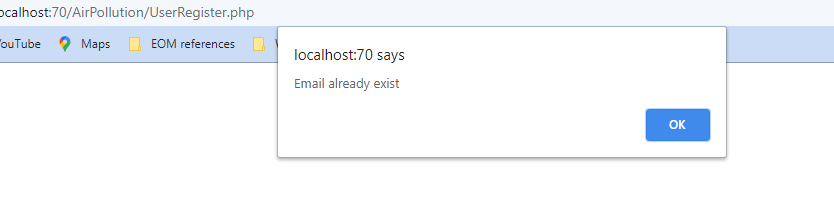 ocalhost:70/AirPollution/UserRegister.php
YouTube Maps EOM references
localhost:70 says
Email already exist
OK